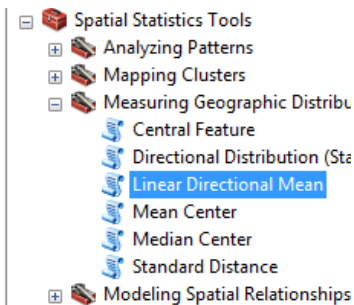 Spatial Statistics Tools
Analyzing Patterns
Mapping Clusters
Measuring Geographic Distribu
Central Feature
Directional Distribution (Sta
Linear Directional Mean
Mean Center
Median Center
Standard Distance
Modeling Spatial Relationships